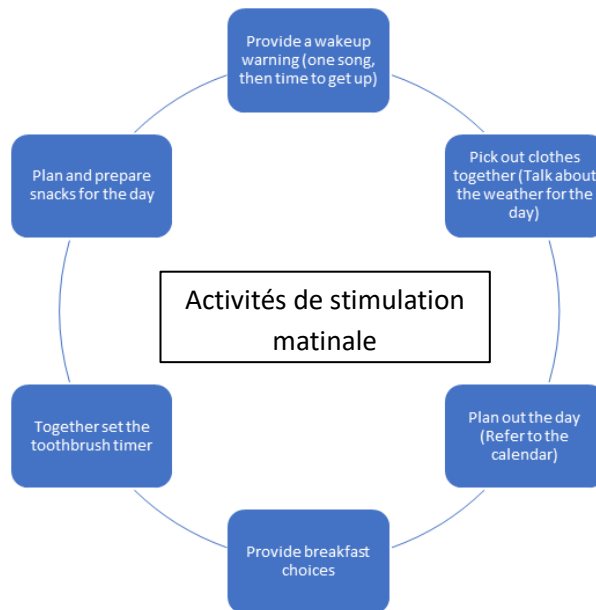 Provide a wakeup
warning (one song,
then time to get up)
Pick out clothes
together (Talk about
the weather for the
day)
Plan out the day
(Refer to the
calendar)
Provide breakfast
choices
Together set the
toothbrush timer
Plan and prepare
snacks for the day
Activités de stimulation
matinale